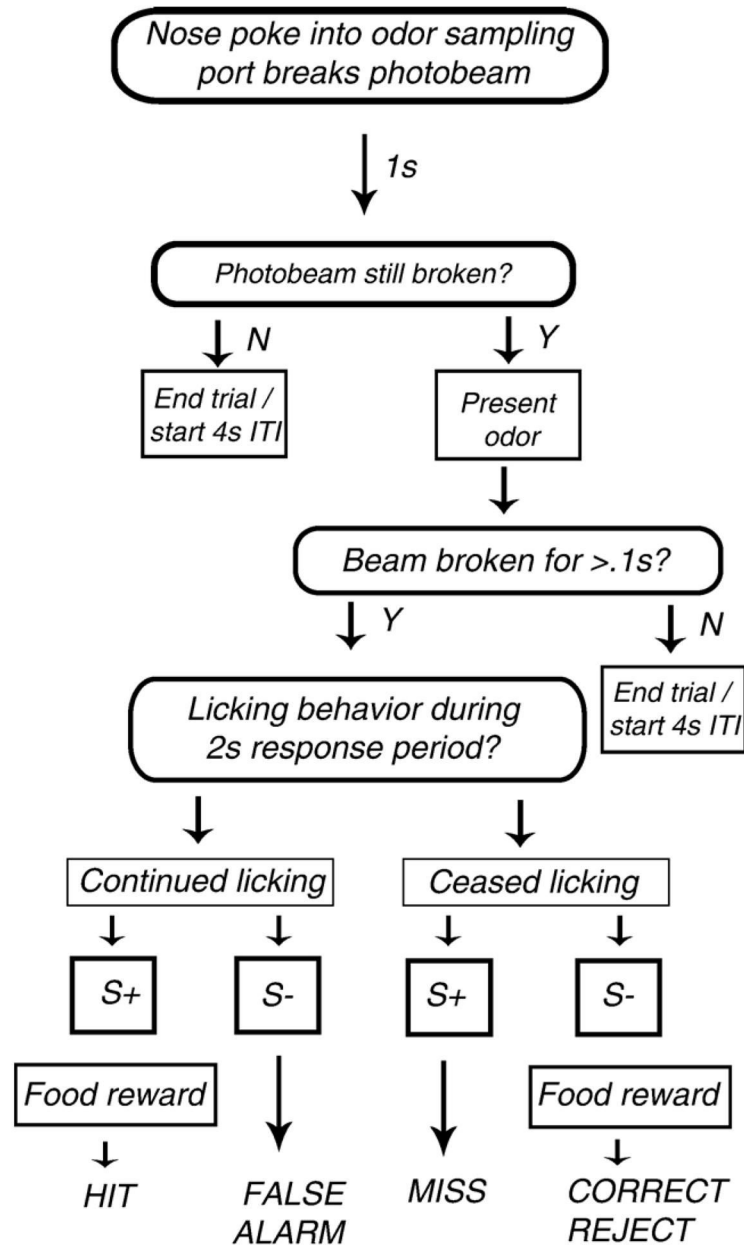 Nose poke into odor sampling
port breaks photobeam
1s
Photobeam still broken?
N
Y
End trial /
start 4s ITI
Present
odor
Beam broken for >.1s?
Y
N
Licking behavior during
2s response period?
End trial /
start 4s ITI
Continued licking
Ceased licking
S+
S-
S+
S-
Food reward
Food reward
HIT
FALSE
ALARM
MISS
CORRECT
REJECT